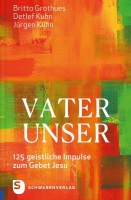 Britta Grothues
Detlef Kuhn
Jürgen Kuhn
VATER
UNSER
125 geistliche Impulse
zum Gebet Jesu
SCHWABENVERLAG